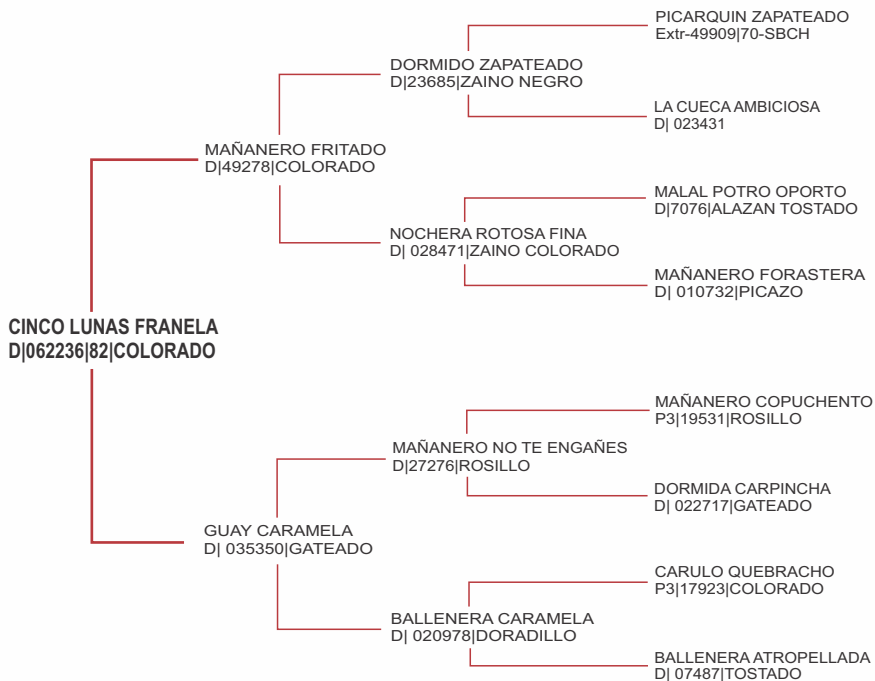 PICARQUIN ZAPATEADO
Extr-49909|70-SBCH
DORMIDO ZAPATEADO
D|23685|ZAINO NEGRO
LA CUECA AMBICIOSA
D| 023431
MAÑANERO FRITADO
D|49278|COLORADO
MALAL POTRO OPORTO
D|7076|ALAZAN TOSTADO
NOCHERA ROTOSA FINA
D| 028471|ZAINO COLORADO
MAÑANERO FORASTERA
D| 010732|PICAZO
CINCO LUNAS FRANELA
D|062236|82|COLORADO
MAÑANERO COPUCHENTO
P3|19531|ROSILLO
MAÑANERO NO TE ENGAÑES
D|27276|ROSILLO
DORMIDA CARPINCHA
D| 022717|GATEADO
GUAY CARAMELA
D| 035350|GATEADO
CARULO QUEBRACHO
P3|17923|COLORADO
BALLENERA CARAMELA
D| 020978|DORADILLO
BALLENERA ATROPELLADA
D| 07487|TOSTADO